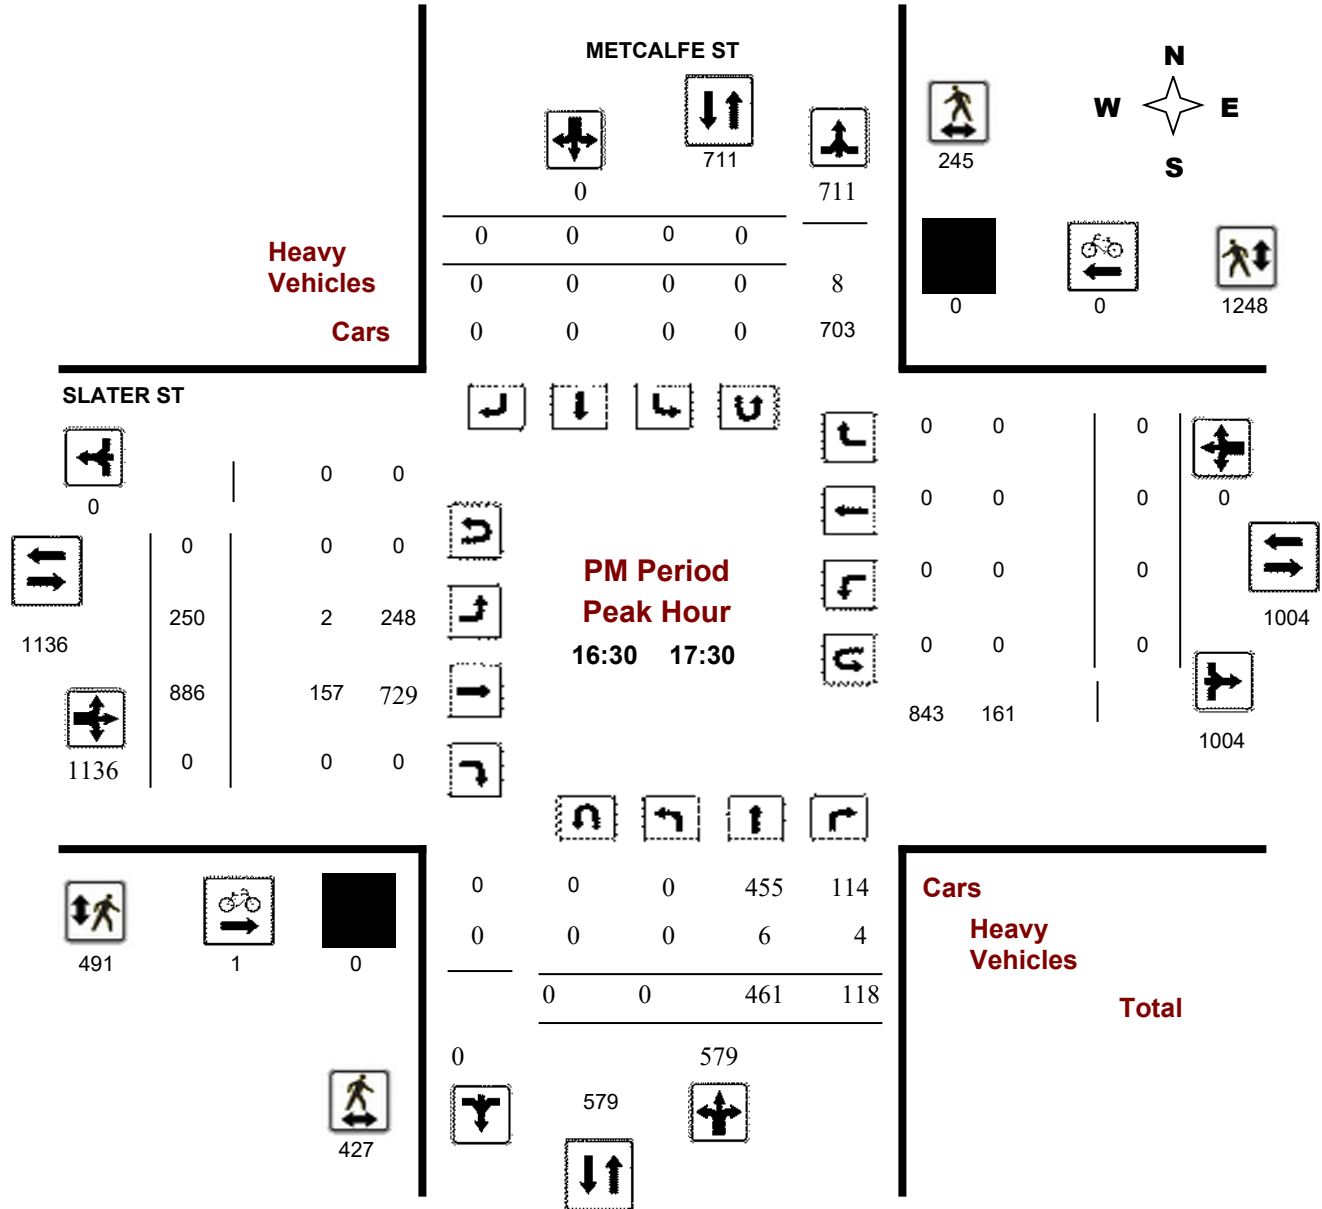 METCALFE ST
N
W E
S
711
245
0
711
0 0 0 0
Heavy
Vehicles
0 0 0 0 8
0 0 1248
Cars
0 0 0 0 703
SLATER ST
0 0 0
0 0
0
0 0 0 0
0 0 0
PM Period
0 0 0
Peak Hour
250 2 248
1004
1136
16:30 17:30
0 0 0
886 157 729
843 161
1004
1136
0 0 0
0 0 0 455 114
Cars
0 0 0 6 4
Heavy
Vehicles
491 1 0
0 0 461 118
Total
0 579
579
427